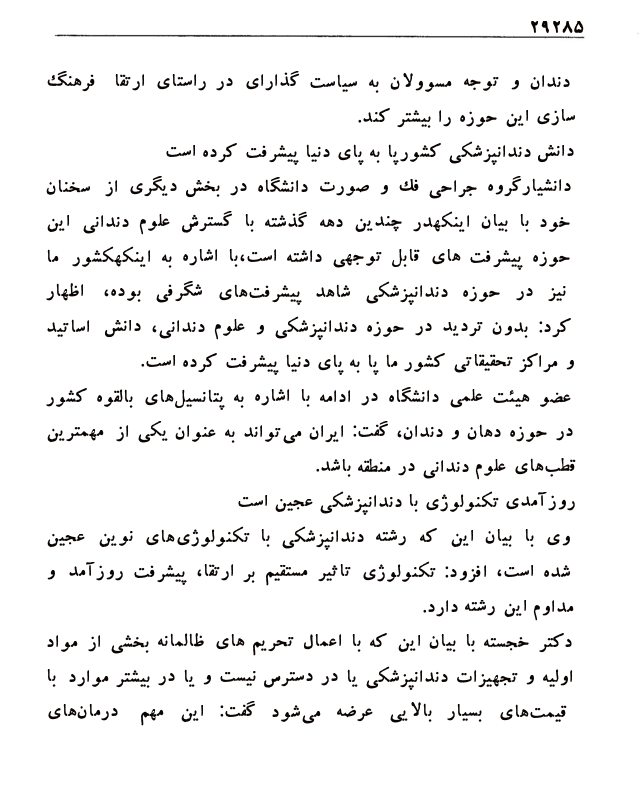 ۲۹۲۸۵
دندان و توجه مسوولان به سیاست گذارای در راستای ارتقا فرهنگ
سازی این حوزه را بیشتر کند.
دانش دندانپزشکی کشورپا به پای دنیا پیشرفت کرده است
دانشیارگروه جراحی فك و صورت دانشگاه در بخش دیگری از سخنان
خود با بیان اینکهدر چندین دهه گذشته با گسترش علوم دندانی این
حوزه پیشرفت های قابل توجهی داشته است،با اشاره به اینکهکشور ما
نیز در حوزه دندانپزشکی شاهد پیشرفت‌های شگرفی بوده، اظهار
کرد: بدون تردید در حوزه دندانپزشکی و علوم دندانی، دانش اساتید
و مراکز تحقیقاتی کشور ما پا به پای دنیا پیشرفت کرده است.
عضو هیئت علمی دانشگاه در ادامه با اشاره به پتانسیل‌های بالقوه کشور
در حوزه دهان و دندان، گفت: ایران می‌تواند به عنوان یکی از مهمترین
قطب‌های علوم دندانی در منطقه باشد.
روزآمدی تکنولوژی با دندانپزشکی عجین است
وی با بیان این که رشته دندانپزشکی با تکنولوژی‌های نوین عجین
شده است، افزود: تکنولوژی تاثیر مستقیم بر ارتقا، پیشرفت روزآمد و
مداوم این رشته دارد.
دکتر خجسته با بیان این که با اعمال تحریم های ظالمانه بخشی از مواد
اولیه و تجهیزات دندانپزشکی یا در دسترس نیست و یا در بیشتر موارد با
قیمت‌های بسیار بالایی عرضه می‌شود گفت: این مهم درمان‌های